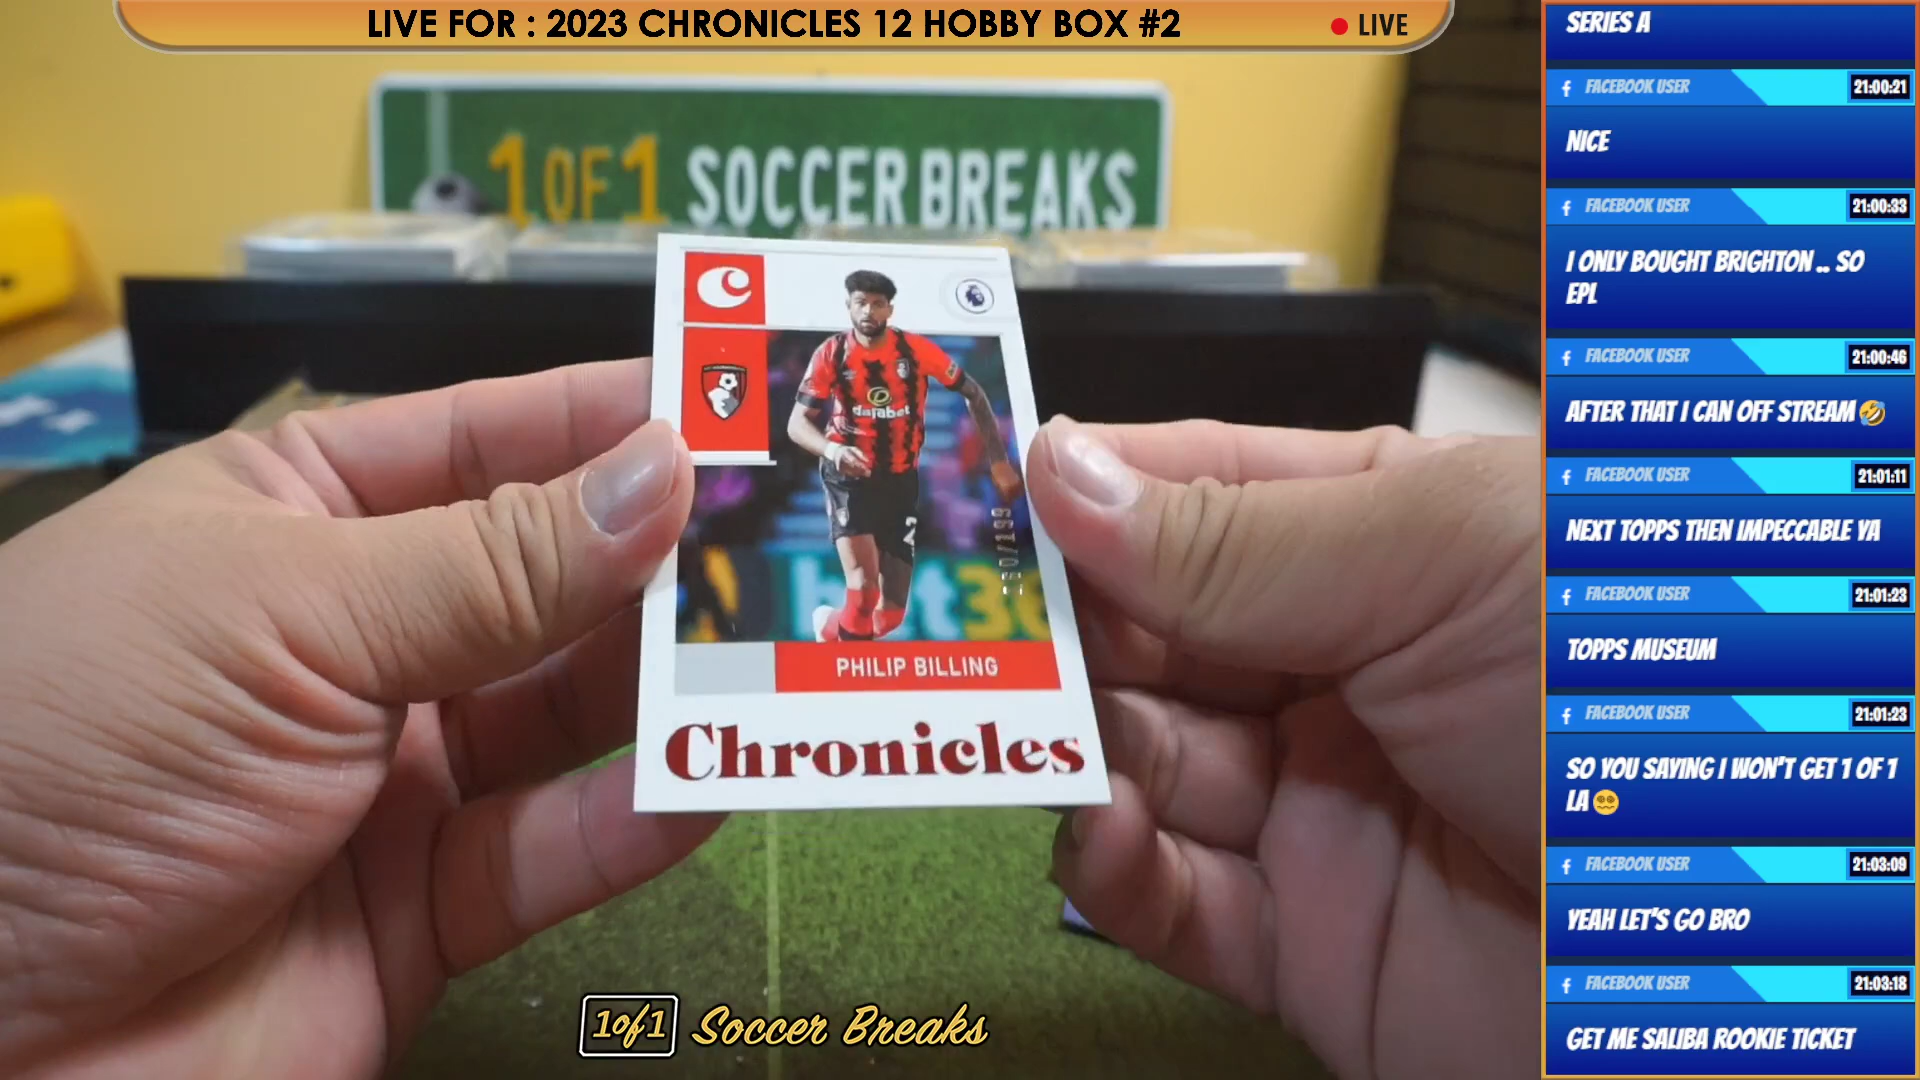 LIVE FOR : 2023 CHRONICLES 12 HOBBY BOX #2
LIVE
1 OF 1 SOCCER BREAKS
dafabet
2
160/199
bet36
PHILIP BILLING
Chronicles
1of1 Soccer Breaks
SERIES A
FACEBOOK USER 21:00:21
NICE
FACEBOOK USER 21:00:33
I ONLY BOUGHT BRIGHTON .. SO
EPL
FACEBOOK USER 21:00:46
AFTER THAT I CAN OFF STREAM🤣
FACEBOOK USER 21:01:11
NEXT TOPPS THEN IMPECCABLE YA
FACEBOOK USER 21:01:23
TOPPS MUSEUM
FACEBOOK USER 21:01:23
SO YOU SAYING I WON'T GET 1 OF 1
LA😵‍💫
FACEBOOK USER 21:03:09
YEAH LET'S GO BRO
FACEBOOK USER 21:03:18
GET ME SALIBA ROOKIE TICKET